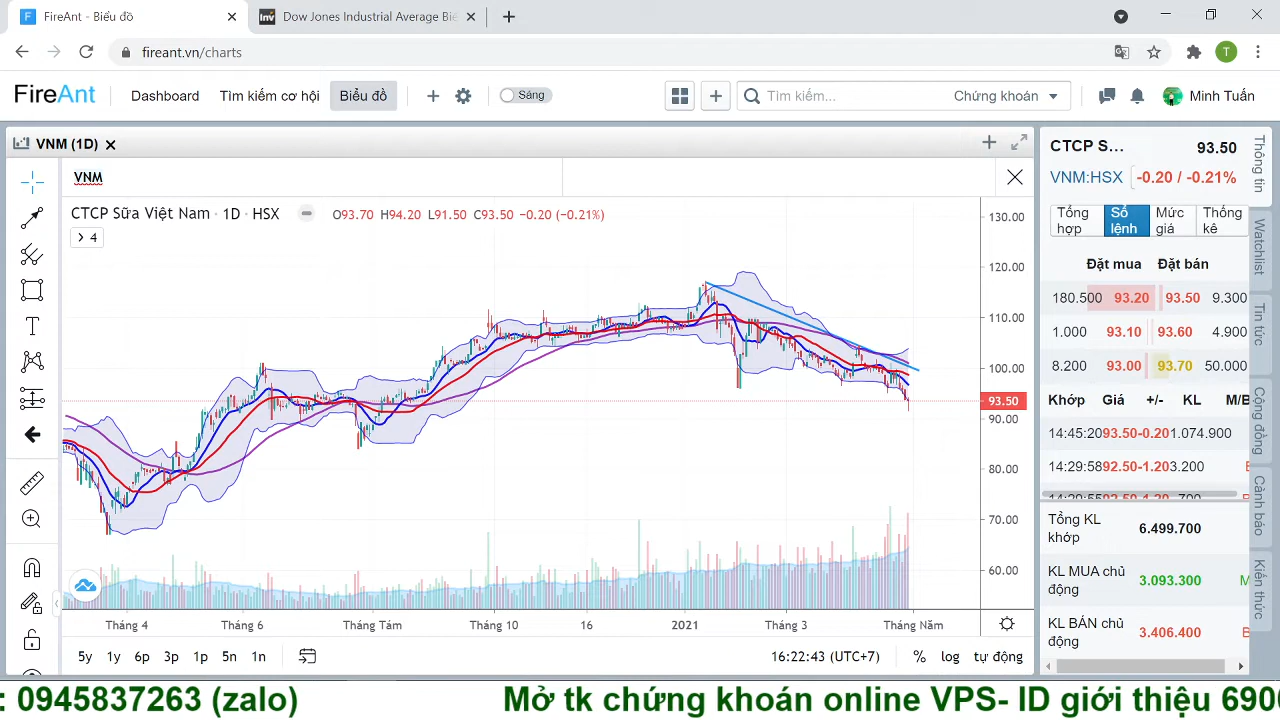 FireAnt - Biểu đồ
Inv Dow Jones Industrial Average Biể
fireant.vn/charts
T
FireAnt Dashboard Tìm kiếm cơ hội Biểu đồ Sáng Tìm kiếm... Chứng khoán Minh Tuấn
VNM (1D)
VNM
CTCP Sữa Việt Nam · 1D · HSX O93.70 H94.20 L91.50 C93.50 −0.20 (−0.21%)
4
130.00
120.00
110.00
100.00
93.50
90.00
80.00
70.00
60.00
Tháng 4 Tháng 6 Tháng Tám Tháng 10 16 2021 Tháng 3 Tháng Năm
5y 1y 6p 3p 1p 5n 1n 16:22:43 (UTC+7) % log tự động
CTCP S... 93.50
VNM:HSX -0.20 / -0.21%
Tổng hợp Sổ lệnh Mức giá Thống kê
Đặt mua Đặt bán
180.500 93.20 93.50 9.300
1.000 93.10 93.60 4.900
8.200 93.00 93.70 50.000
Khớp Giá +/- KL M/B
14:45:20 93.50 -0.20 1.074.900
14:29:58 92.50 -1.20 3.200
14:29:55 92.50 -1.20 700
Tổng KL khớp 6.499.700
KL MUA chủ động 3.093.300 M
KL BÁN chủ động 3.406.400 B
Thông tin
Watchlist
Tin tức
Cộng đồng
Cảnh báo
Kiến thức
: 0945837263 (zalo) Mở tk chứng khoán online VPS- ID giới thiệu 690